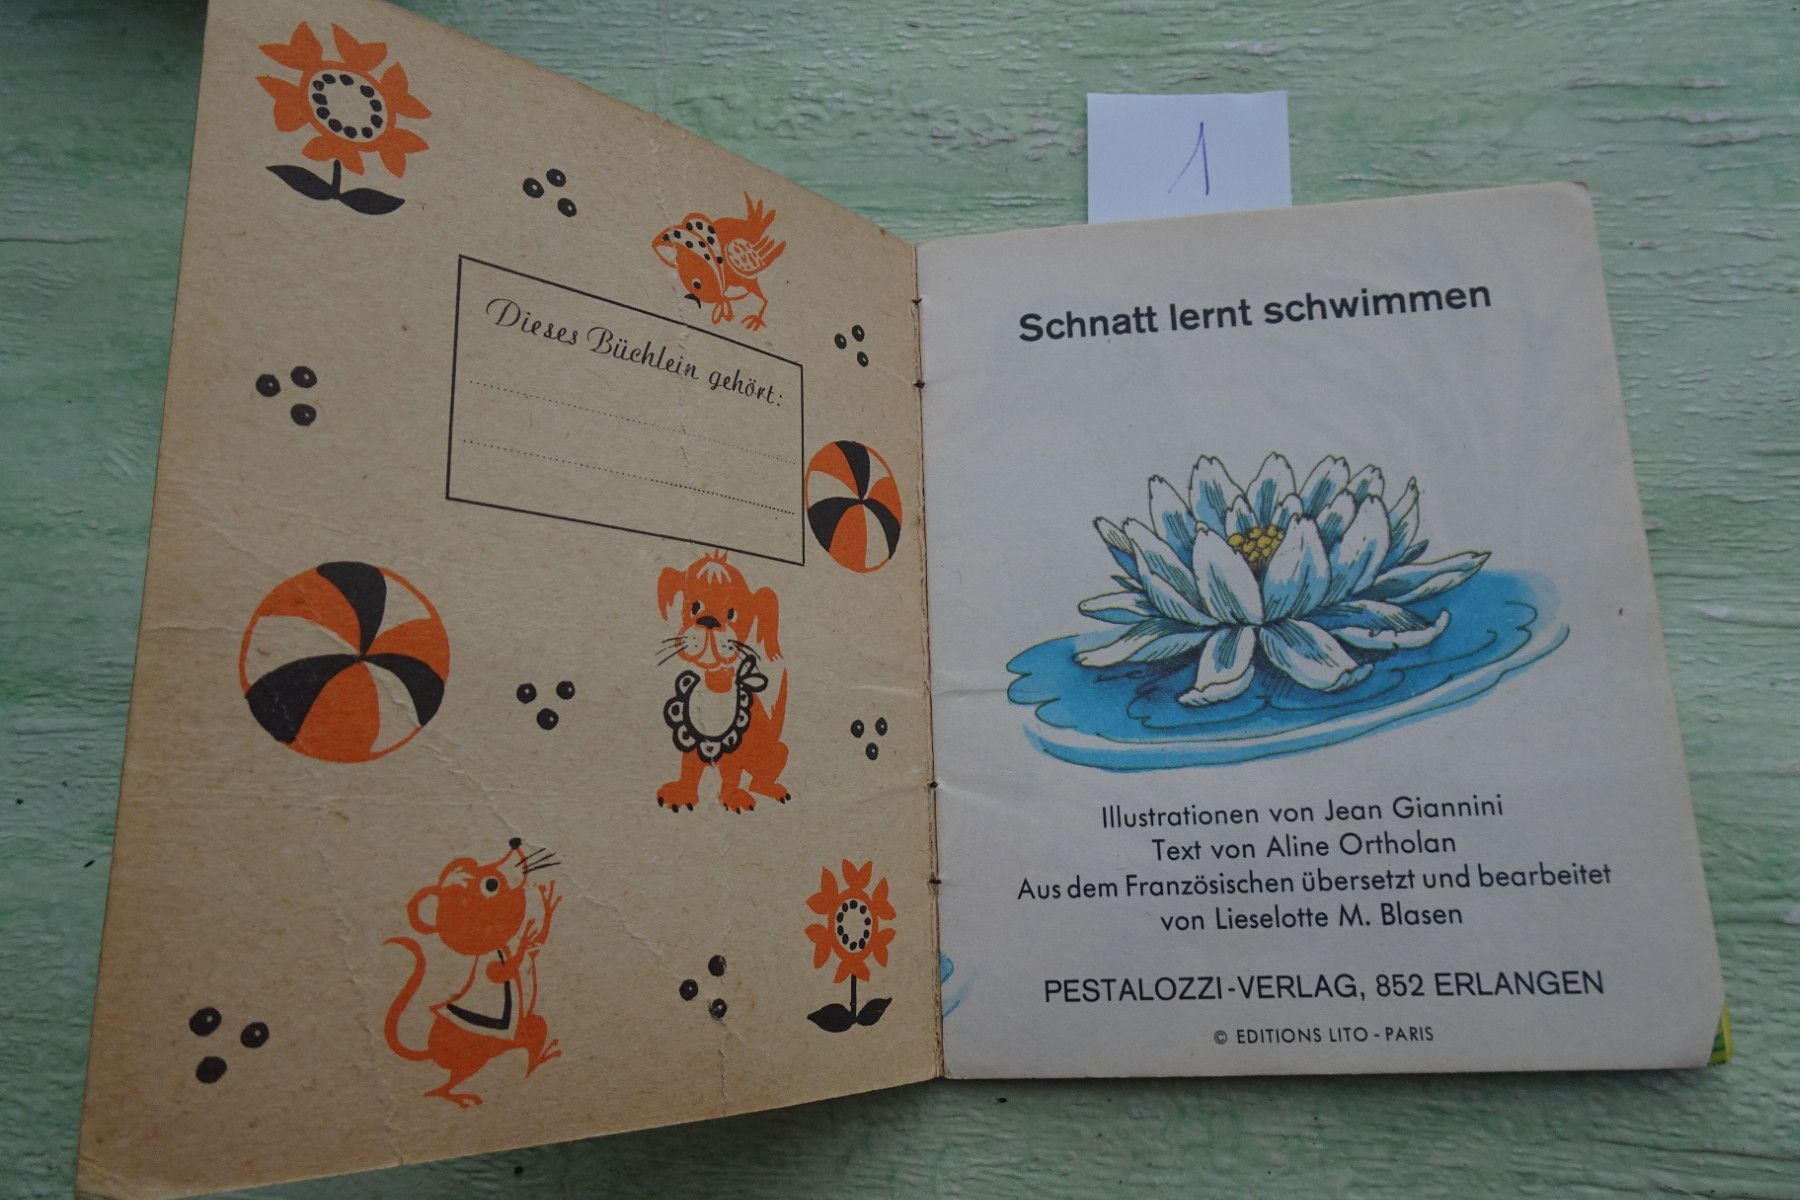 Dieses Büchlein gehört:
1
Schnatt lernt schwimmen
Illustrationen von Jean Giannini
Text von Aline Ortholan
Aus dem Französischen übersetzt und bearbeitet
von Lieselotte M. Blasen
PESTALOZZI-VERLAG, 852 ERLANGEN
© EDITIONS LITO - PARIS